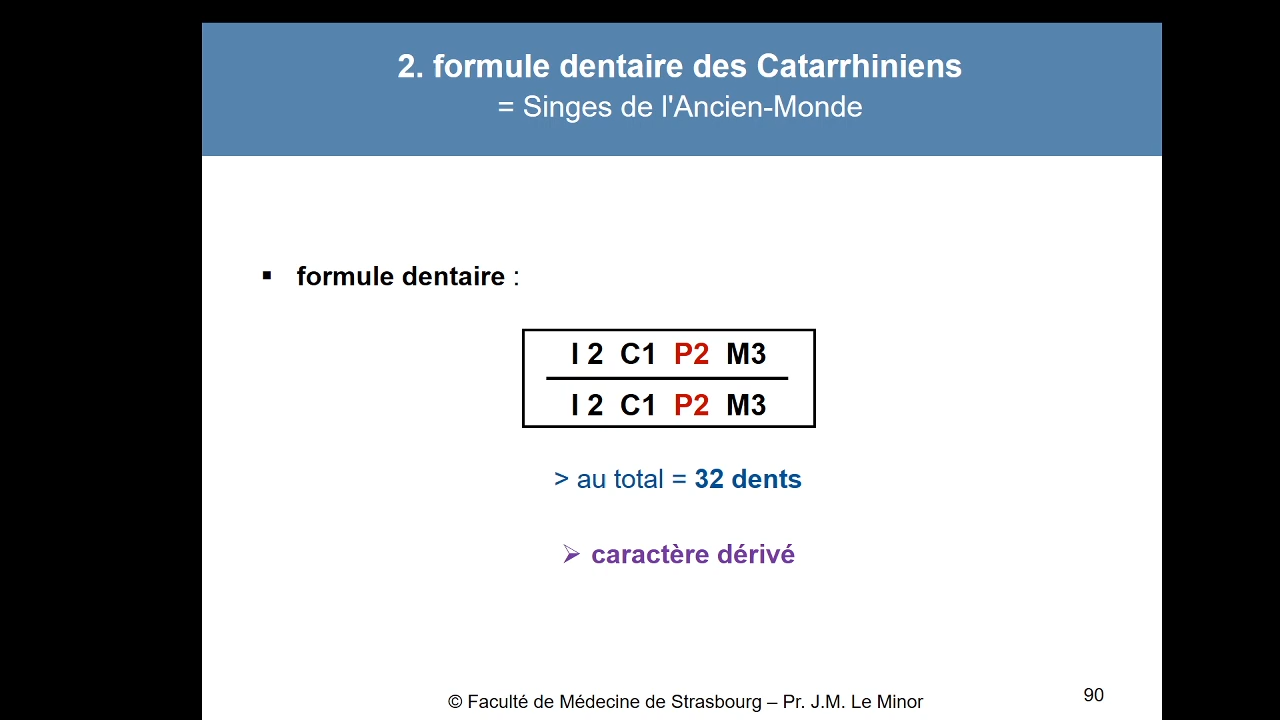 2. formule dentaire des Catarrhiniens
= Singes de l'Ancien-Monde
▪ formule dentaire :
I 2 C1 P2 M3
I 2 C1 P2 M3
> au total = 32 dents
➢ caractère dérivé
© Faculté de Médecine de Strasbourg – Pr. J.M. Le Minor
90